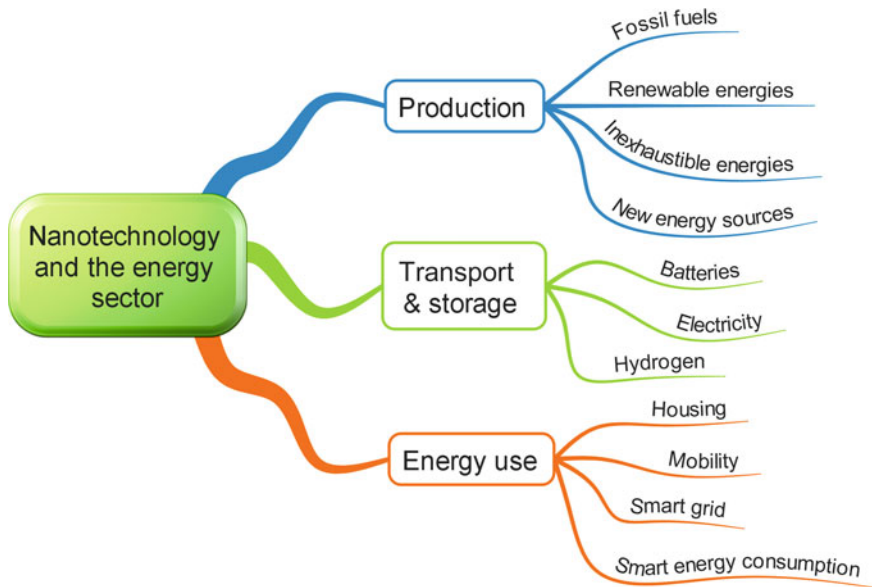 Nanotechnology
and the energy
sector
Production
Fossil fuels
Renewable energies
Inexhaustible energies
New energy sources
Transport
& storage
Batteries
Electricity
Hydrogen
Energy use
Housing
Mobility
Smart grid
Smart energy consumption